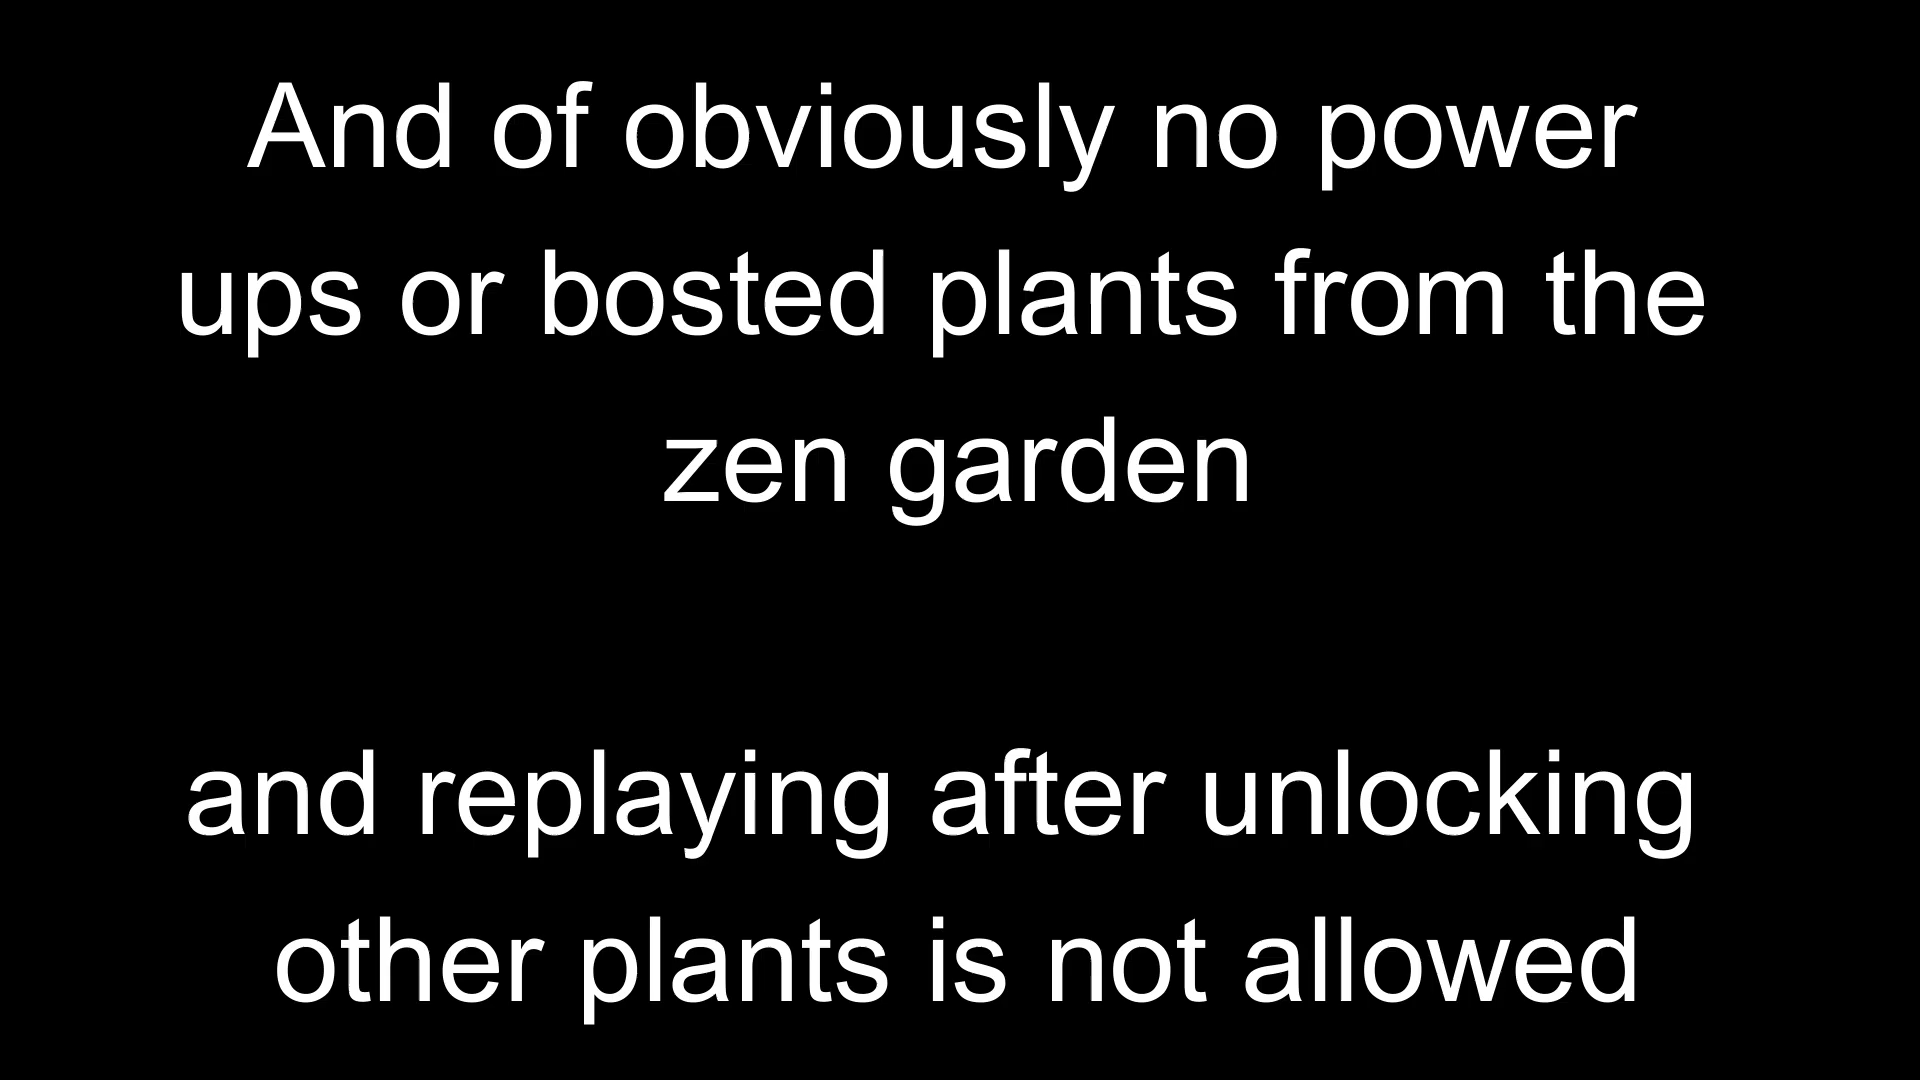 And of obviously no power
ups or bosted plants from the
zen garden
and replaying after unlocking
other plants is not allowed